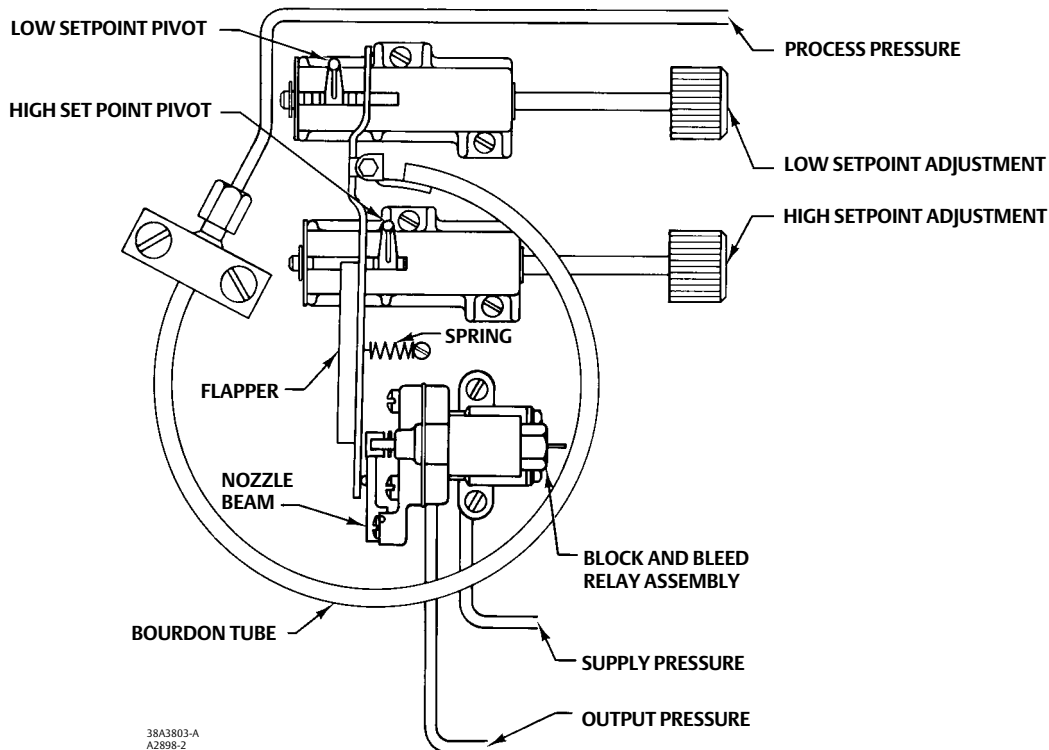 LOW SETPOINT PIVOT
PROCESS PRESSURE
HIGH SET POINT PIVOT
LOW SETPOINT ADJUSTMENT
HIGH SETPOINT ADJUSTMENT
SPRING
FLAPPER
NOZZLE
BEAM
BLOCK AND BLEED
RELAY ASSEMBLY
BOURDON TUBE
SUPPLY PRESSURE
OUTPUT PRESSURE
38A3803-A
A2898-2